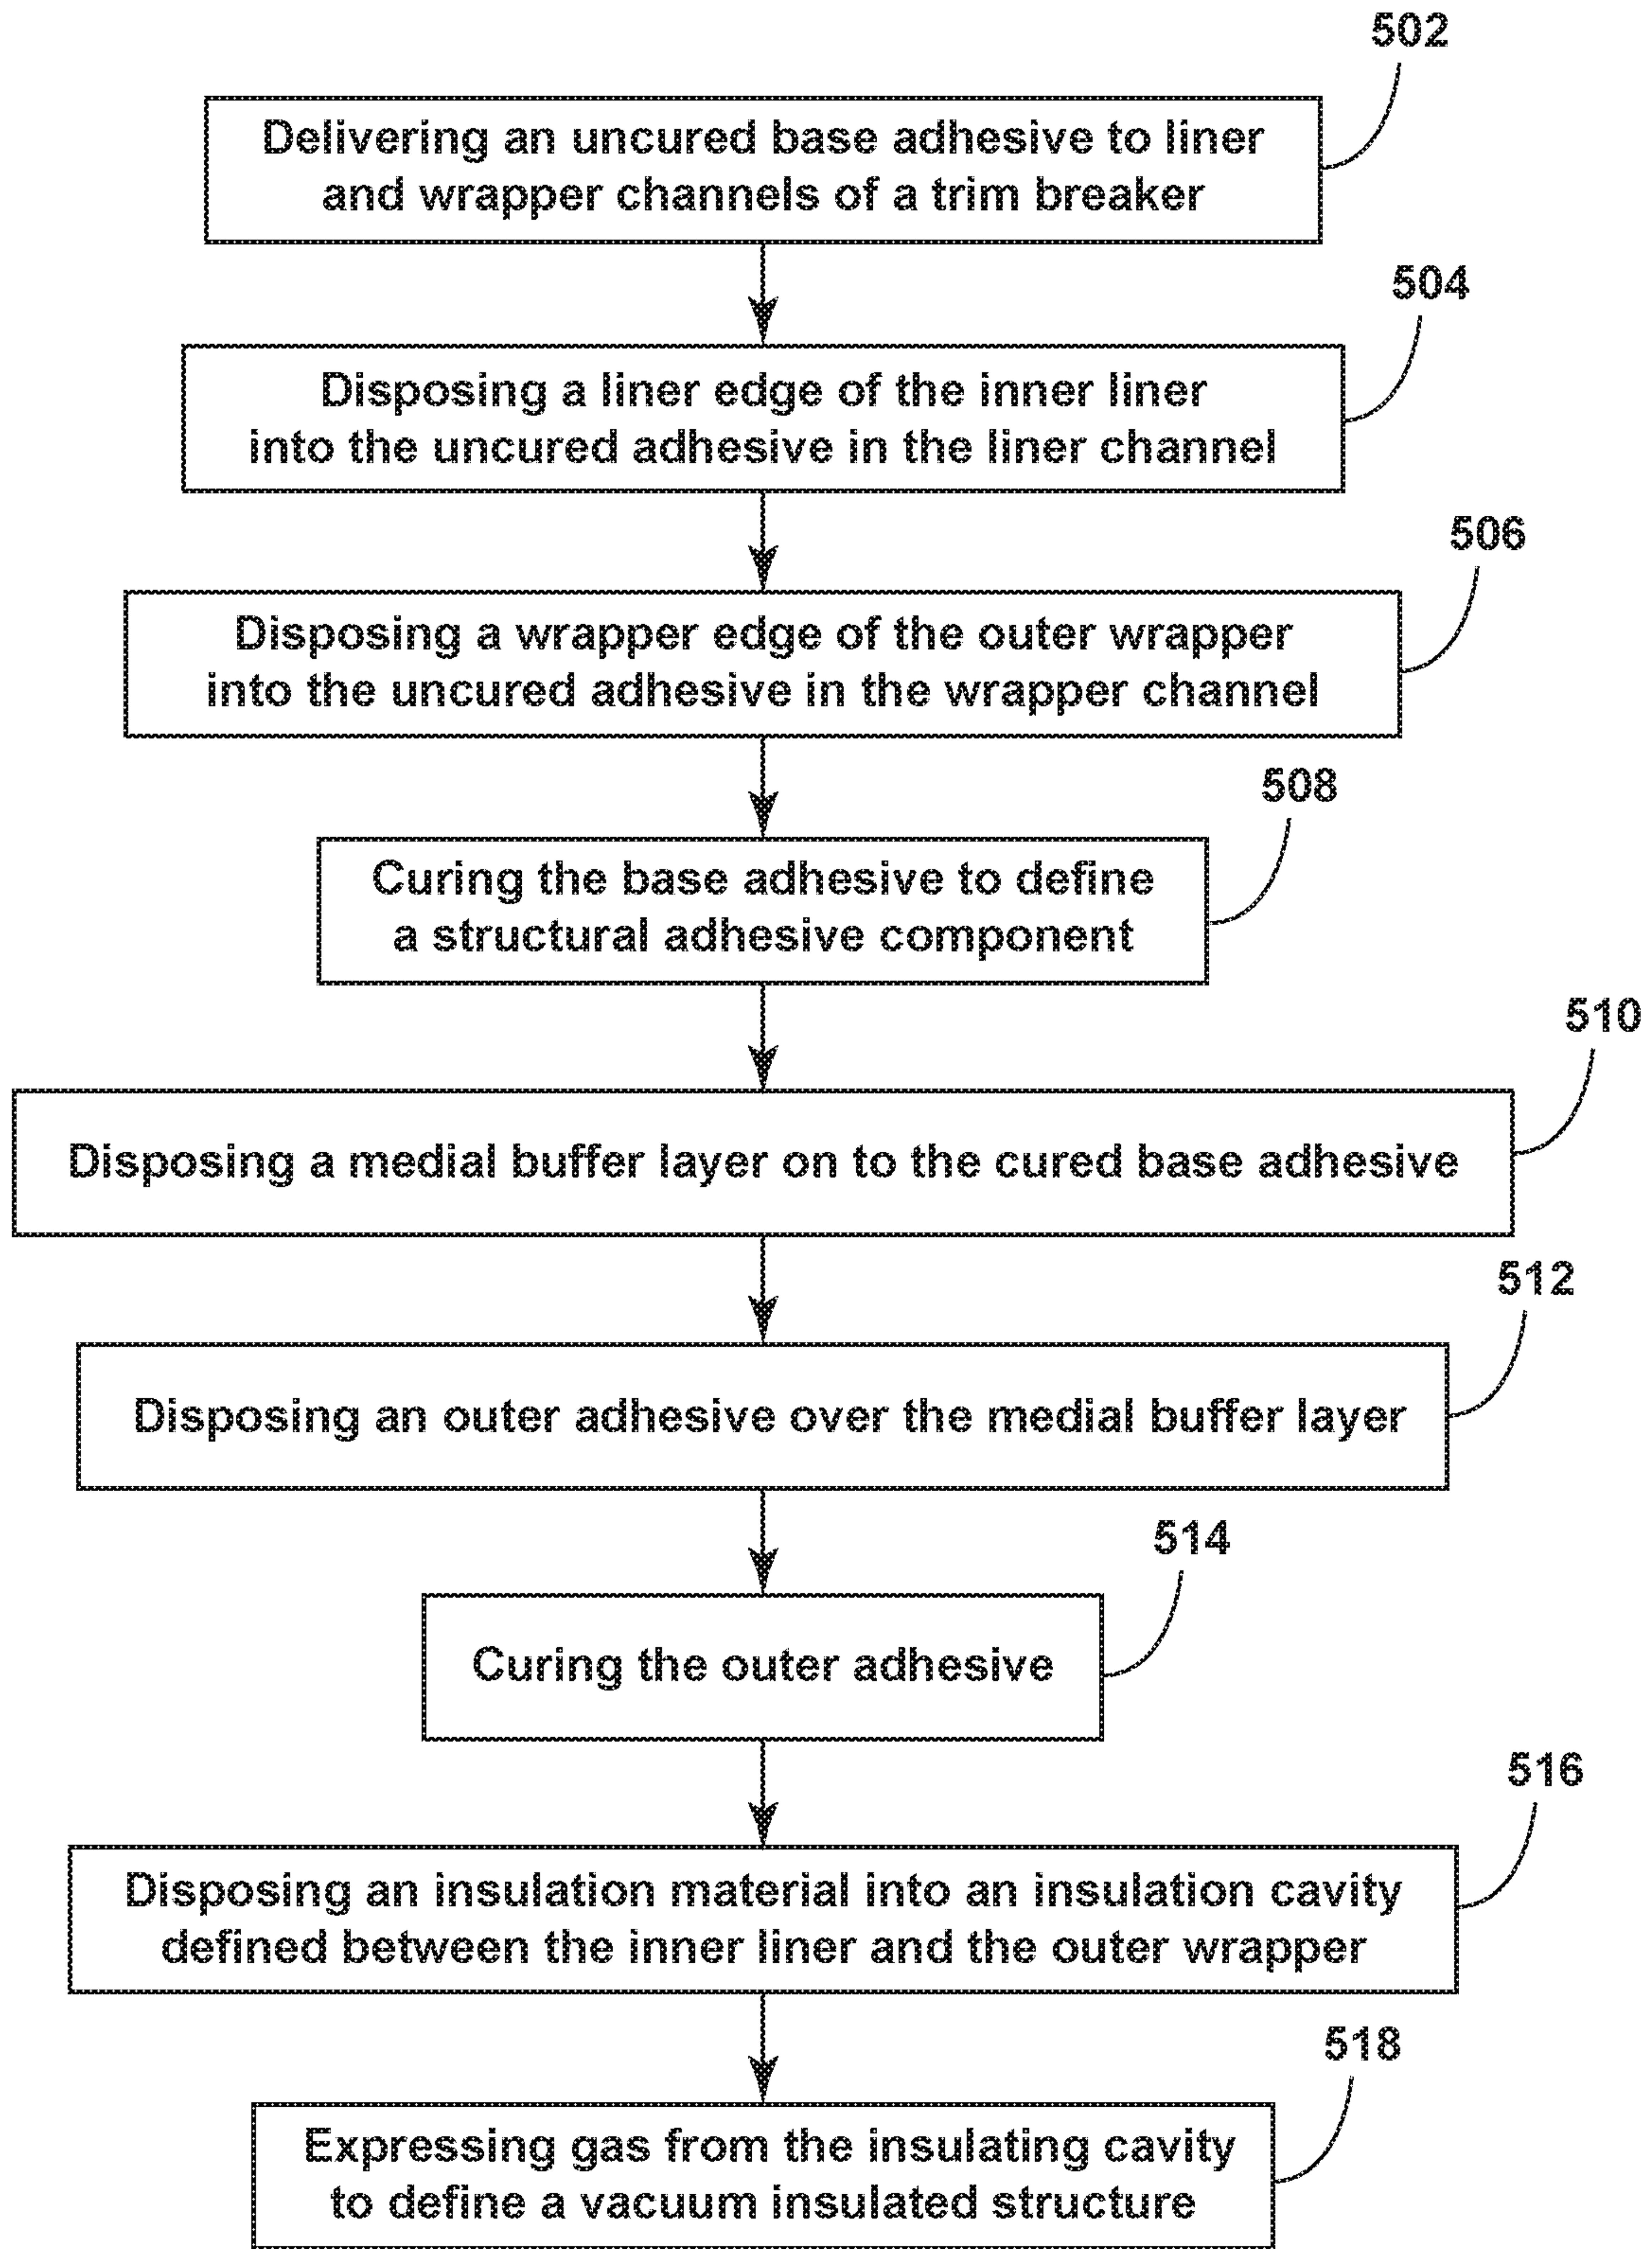 502
Delivering an uncured base adhesive to liner
and wrapper channels of a trim breaker
504
Disposing a liner edge of the inner liner
into the uncured adhesive in the liner channel
506
Disposing a wrapper edge of the outer wrapper
into the uncured adhesive in the wrapper channel
508
Curing the base adhesive to define
a structural adhesive component
510
Disposing a medial buffer layer on to the cured base adhesive
512
Disposing an outer adhesive over the medial buffer layer
514
Curing the outer adhesive
516
Disposing an insulation material into an insulation cavity
defined between the inner liner and the outer wrapper
518
Expressing gas from the insulating cavity
to define a vacuum insulated structure